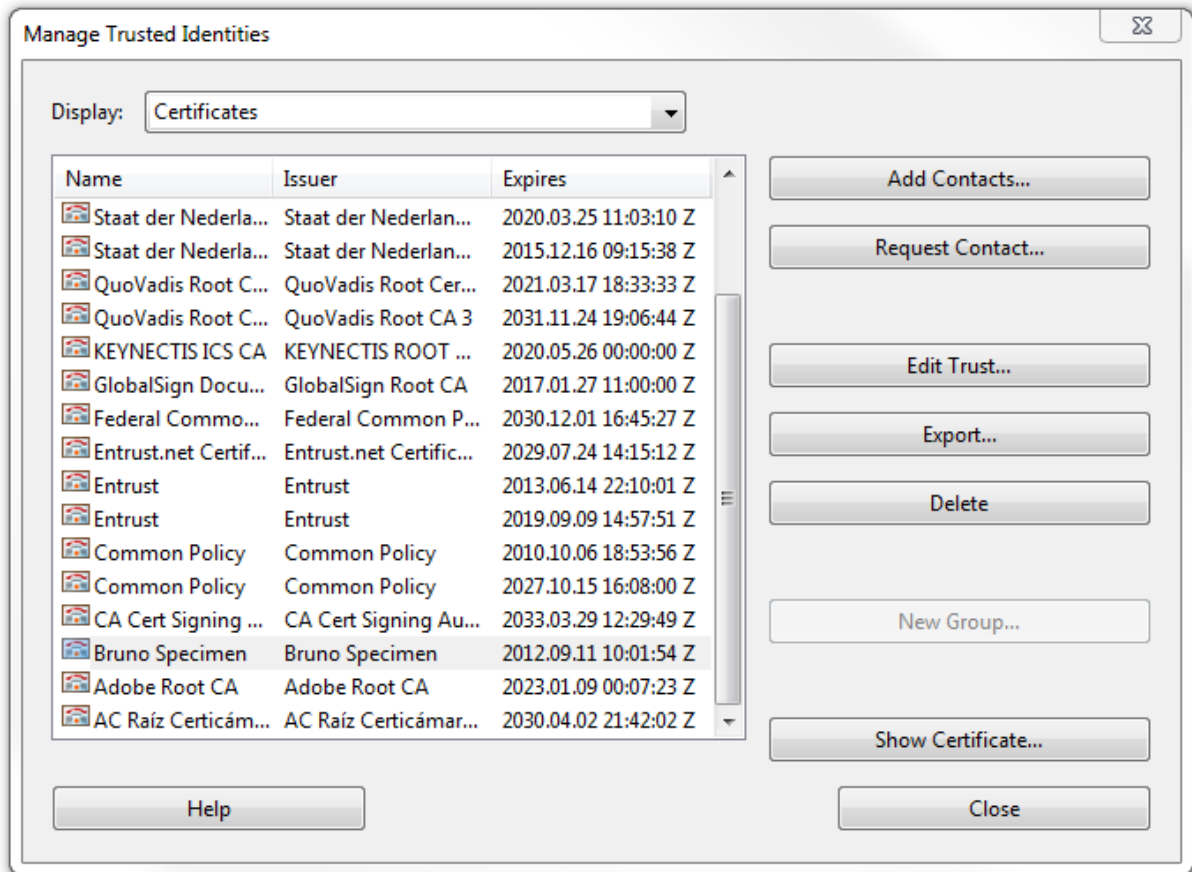 Manage Trusted Identities
Display: Certificates
Name Issuer Expires
Staat der Nederla... Staat der Nederlan... 2020.03.25 11:03:10 Z
Staat der Nederla... Staat der Nederlan... 2015.12.16 09:15:38 Z
QuoVadis Root C... QuoVadis Root Cer... 2021.03.17 18:33:33 Z
QuoVadis Root C... QuoVadis Root CA 3 2031.11.24 19:06:44 Z
KEYNECTIS ICS CA KEYNECTIS ROOT ... 2020.05.26 00:00:00 Z
GlobalSign Docu... GlobalSign Root CA 2017.01.27 11:00:00 Z
Federal Commo... Federal Common P... 2030.12.01 16:45:27 Z
Entrust.net Certif... Entrust.net Certific... 2029.07.24 14:15:12 Z
Entrust Entrust 2013.06.14 22:10:01 Z
Entrust Entrust 2019.09.09 14:57:51 Z
Common Policy Common Policy 2010.10.06 18:53:56 Z
Common Policy Common Policy 2027.10.15 16:08:00 Z
CA Cert Signing ... CA Cert Signing Au... 2033.03.29 12:29:49 Z
Bruno Specimen Bruno Specimen 2012.09.11 10:01:54 Z
Adobe Root CA Adobe Root CA 2023.01.09 00:07:23 Z
AC Raíz Certicám... AC Raíz Certicámar... 2030.04.02 21:42:02 Z
Add Contacts...
Request Contact...
Edit Trust...
Export...
Delete
New Group...
Show Certificate...
Help
Close